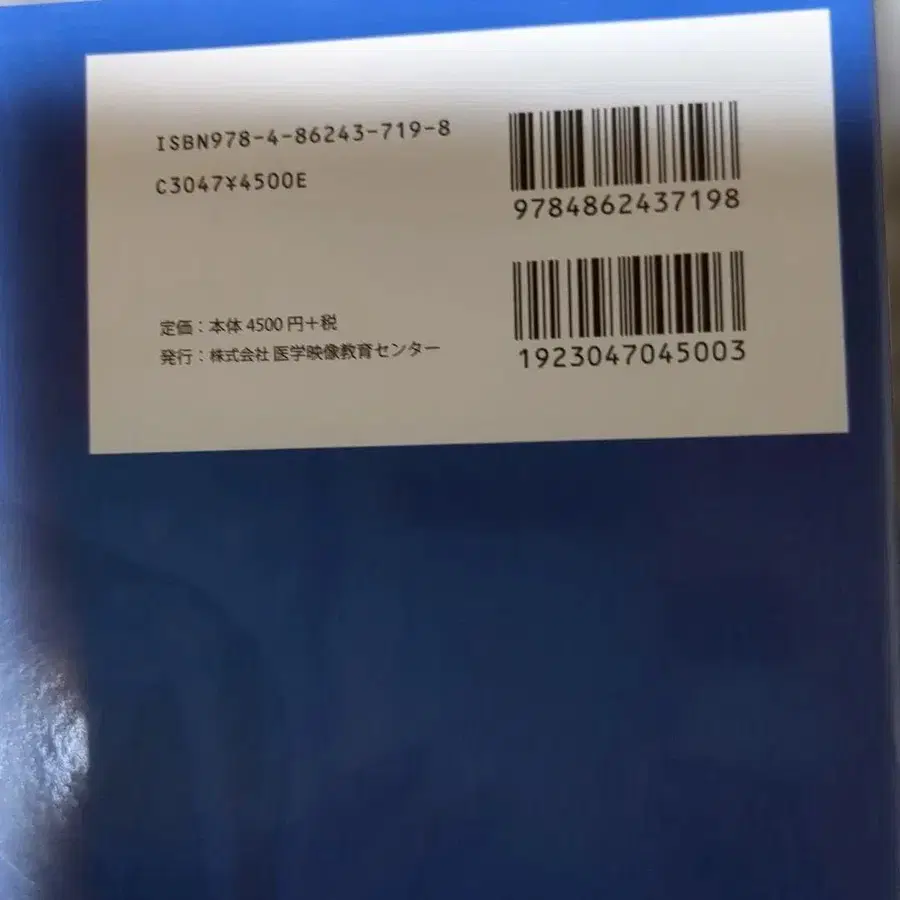 ISBN978-4-86243-719-8
C3047¥4500E
9784862437198
定価：本体 4500 円＋税
発行：株式会社 医学映像教育センター
1923047045003